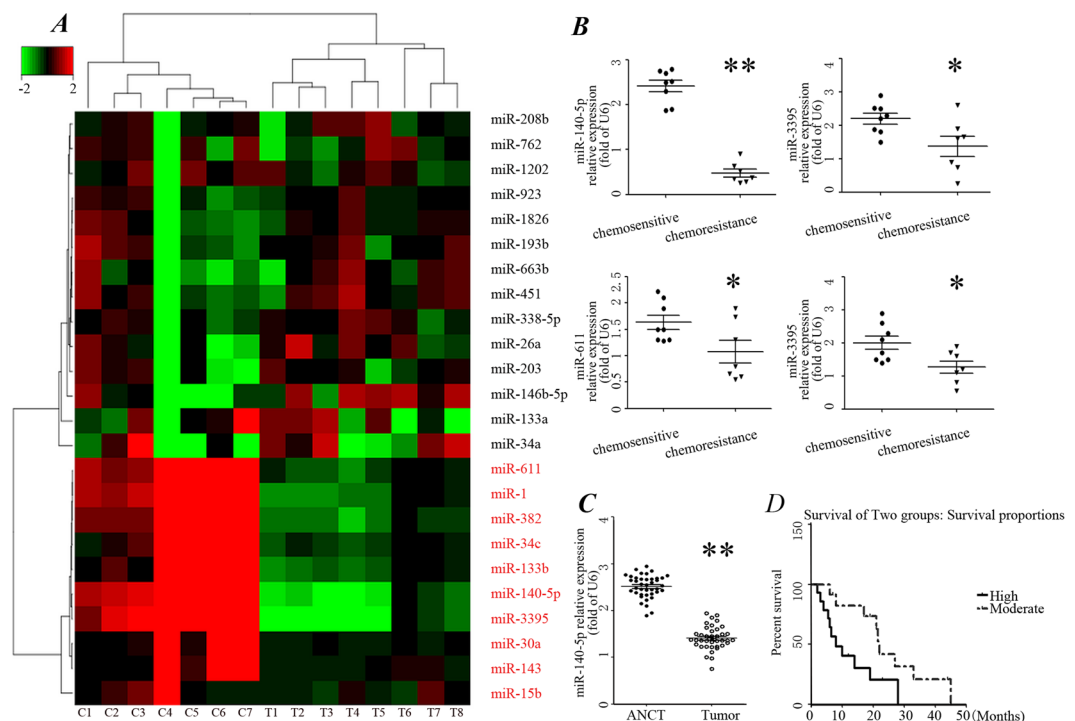 A
-2 2
miR-208b
miR-762
miR-1202
miR-923
miR-1826
miR-193b
miR-663b
miR-451
miR-338-5p
miR-26a
miR-203
miR-146b-5p
miR-133a
miR-34a
miR-611
miR-1
miR-382
miR-34c
miR-133b
miR-140-5p
miR-3395
miR-30a
miR-143
miR-15b
C1 C2 C3 C4 C5 C6 C7 T1 T2 T3 T4 T5 T6 T7 T8
B
miR-140-5p
relative expression
(fold of U6)
3
2
1
0
**
chemosensitive
chemoresistance
miR-3395
relative expression
(fold of U6)
4
3
2
1
0
*
chemosensitive
chemoresistance
miR-611
relative expression
(fold of U6)
2.5
2
1.5
1
0.5
0
*
chemosensitive
chemoresistance
miR-3395
relative expression
(fold of U6)
4
3
2
1
0
*
chemosensitive
chemoresistance
C
miR-140-5p relative expression
(fold of U6)
4
3
2
1
0
**
ANCT Tumor
D
Survival of Two groups: Survival proportions
Percent survival
150
100
50
0
High
Moderate
0 10 20 30 40 50 (Months)